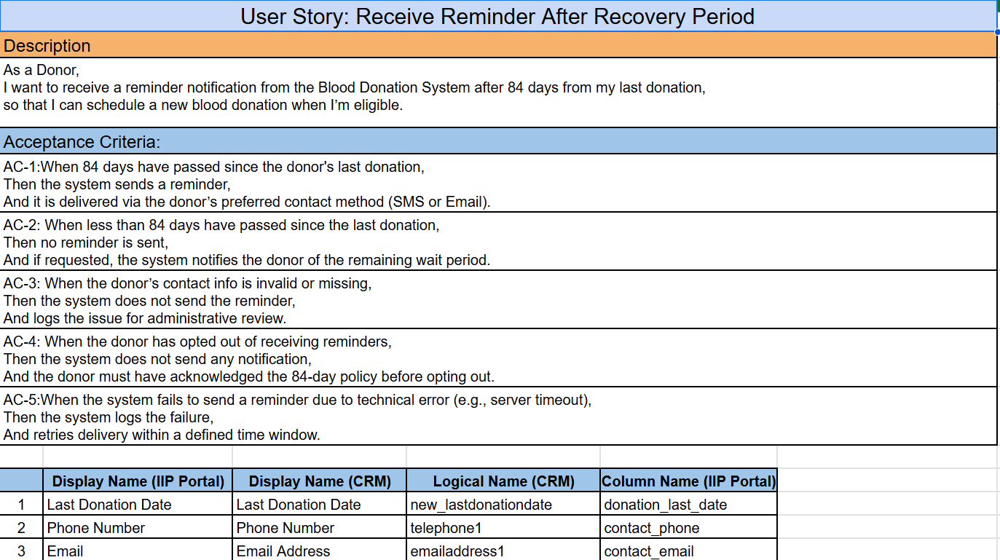 User Story: Receive Reminder After Recovery Period
Description
As a Donor,
I want to receive a reminder notification from the Blood Donation System after 84 days from my last donation,
so that I can schedule a new blood donation when I’m eligible.
Acceptance Criteria:
AC-1:When 84 days have passed since the donor's last donation,
Then the system sends a reminder,
And it is delivered via the donor’s preferred contact method (SMS or Email).
AC-2: When less than 84 days have passed since the last donation,
Then no reminder is sent,
And if requested, the system notifies the donor of the remaining wait period.
AC-3: When the donor’s contact info is invalid or missing,
Then the system does not send the reminder,
And logs the issue for administrative review.
AC-4: When the donor has opted out of receiving reminders,
Then the system does not send any notification,
And the donor must have acknowledged the 84-day policy before opting out.
AC-5:When the system fails to send a reminder due to technical error (e.g., server timeout),
Then the system logs the failure,
And retries delivery within a defined time window.
Display Name (IIP Portal) Display Name (CRM) Logical Name (CRM) Column Name (IIP Portal)
1 Last Donation Date Last Donation Date new_lastdonationdate donation_last_date
2 Phone Number Phone Number telephone1 contact_phone
3 Email Email Address emailaddress1 contact_email